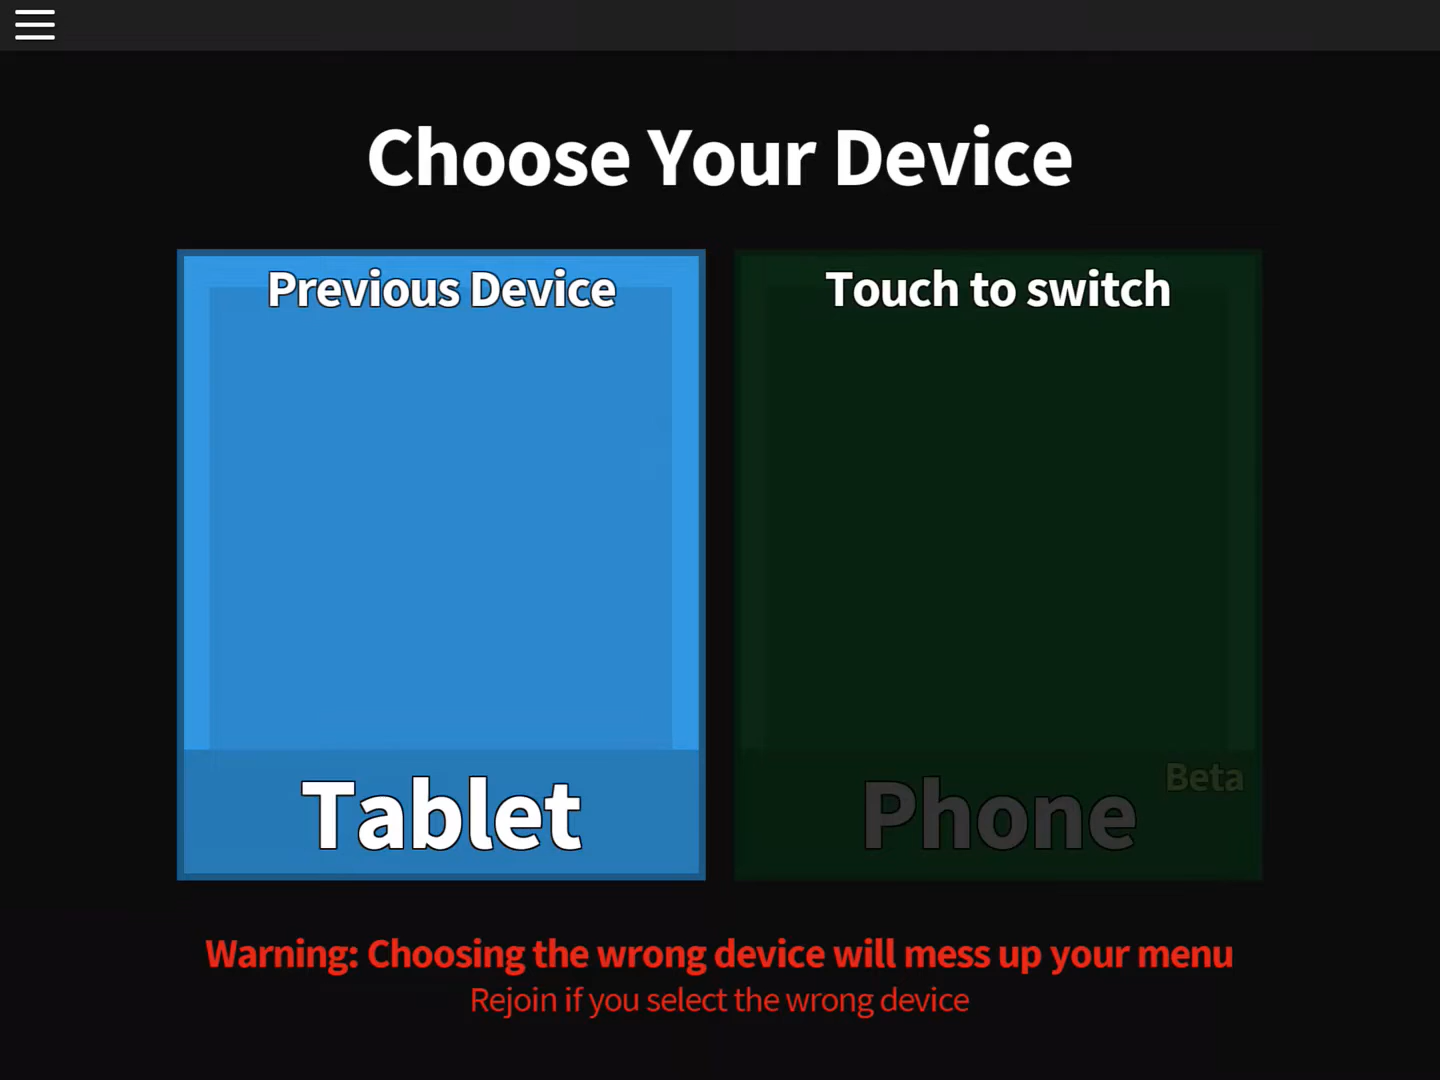 Choose Your Device
Previous Device
Touch to switch
Tablet
Phone
Beta
Warning: Choosing the wrong device will mess up your menu
Rejoin if you select the wrong device